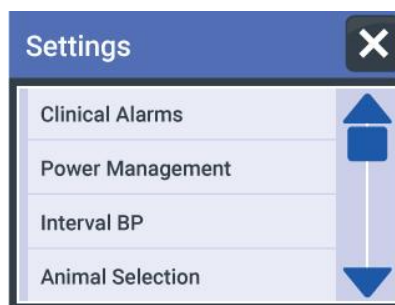 Settings
Clinical Alarms
Power Management
Interval BP
Animal Selection